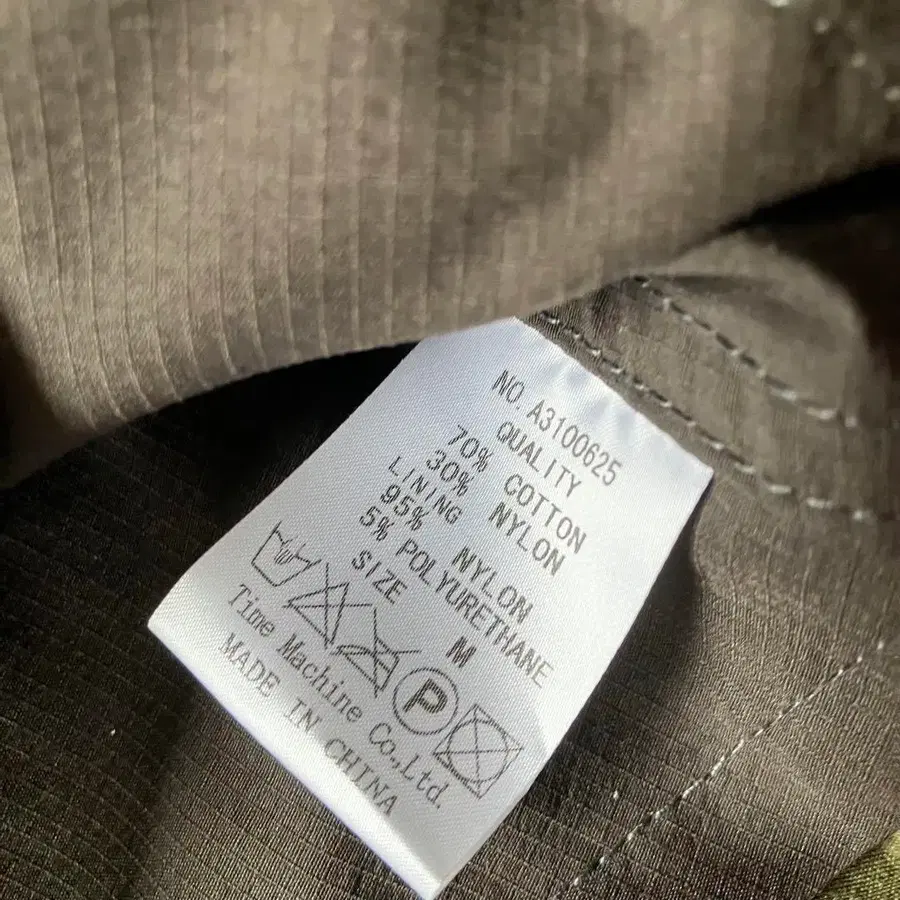 NO. A3100625
QUALITY
70% COTTON
30% NYLON
LINING
95% NYLON
5% POLYURETHANE
SIZE M
P
Time Machine Co.,Ltd.
MADE IN CHINA